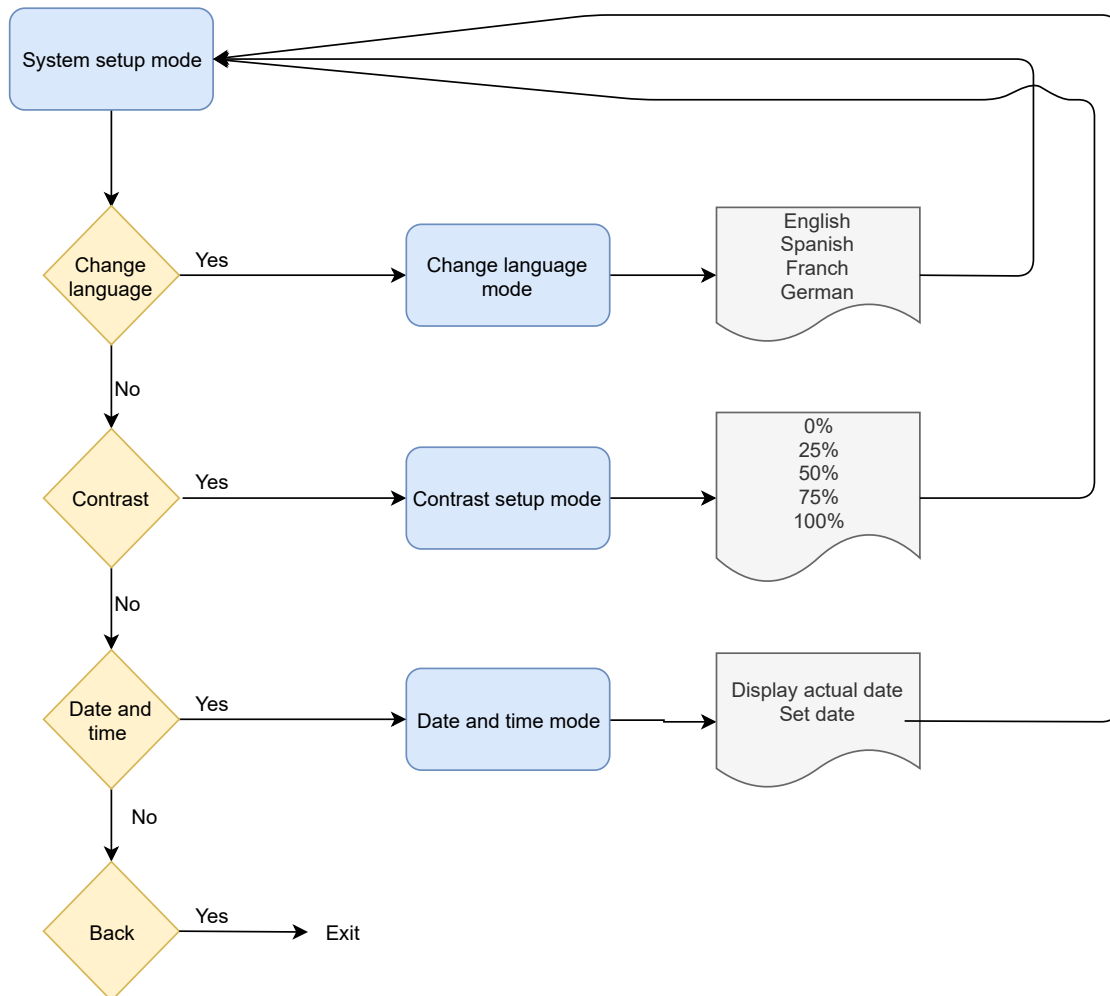 System setup mode
Change
language
Yes
Change language
mode
English
Spanish
Franch
German
No
Contrast
Yes
Contrast setup mode
0%
25%
50%
75%
100%
No
Date and
time
Yes
Date and time mode
Display actual date
Set date
No
Back
Yes
Exit